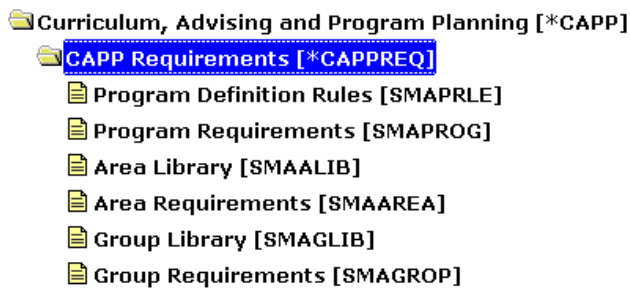 Curriculum, Advising and Program Planning [*CAPP]
CAPP Requirements [*CAPPREQ]
Program Definition Rules [SMAPRLE]
Program Requirements [SMAPROG]
Area Library [SMAALIB]
Area Requirements [SMAAREA]
Group Library [SMAGLIB]
Group Requirements [SMAGROP]